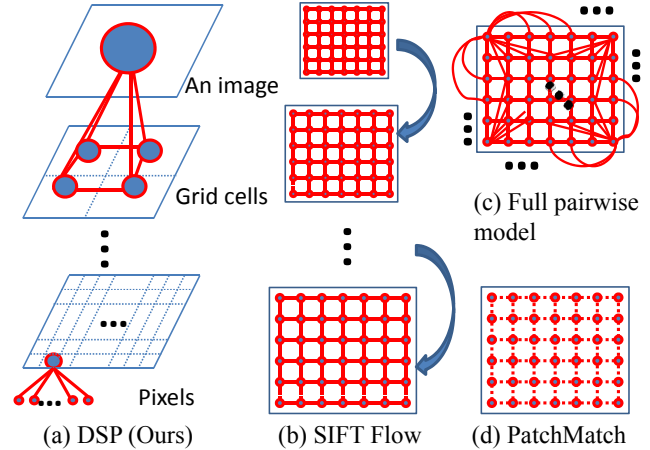 An image
Grid cells
Pixels
(a) DSP (Ours)
(b) SIFT Flow
(c) Full pairwise
model
(d) PatchMatch